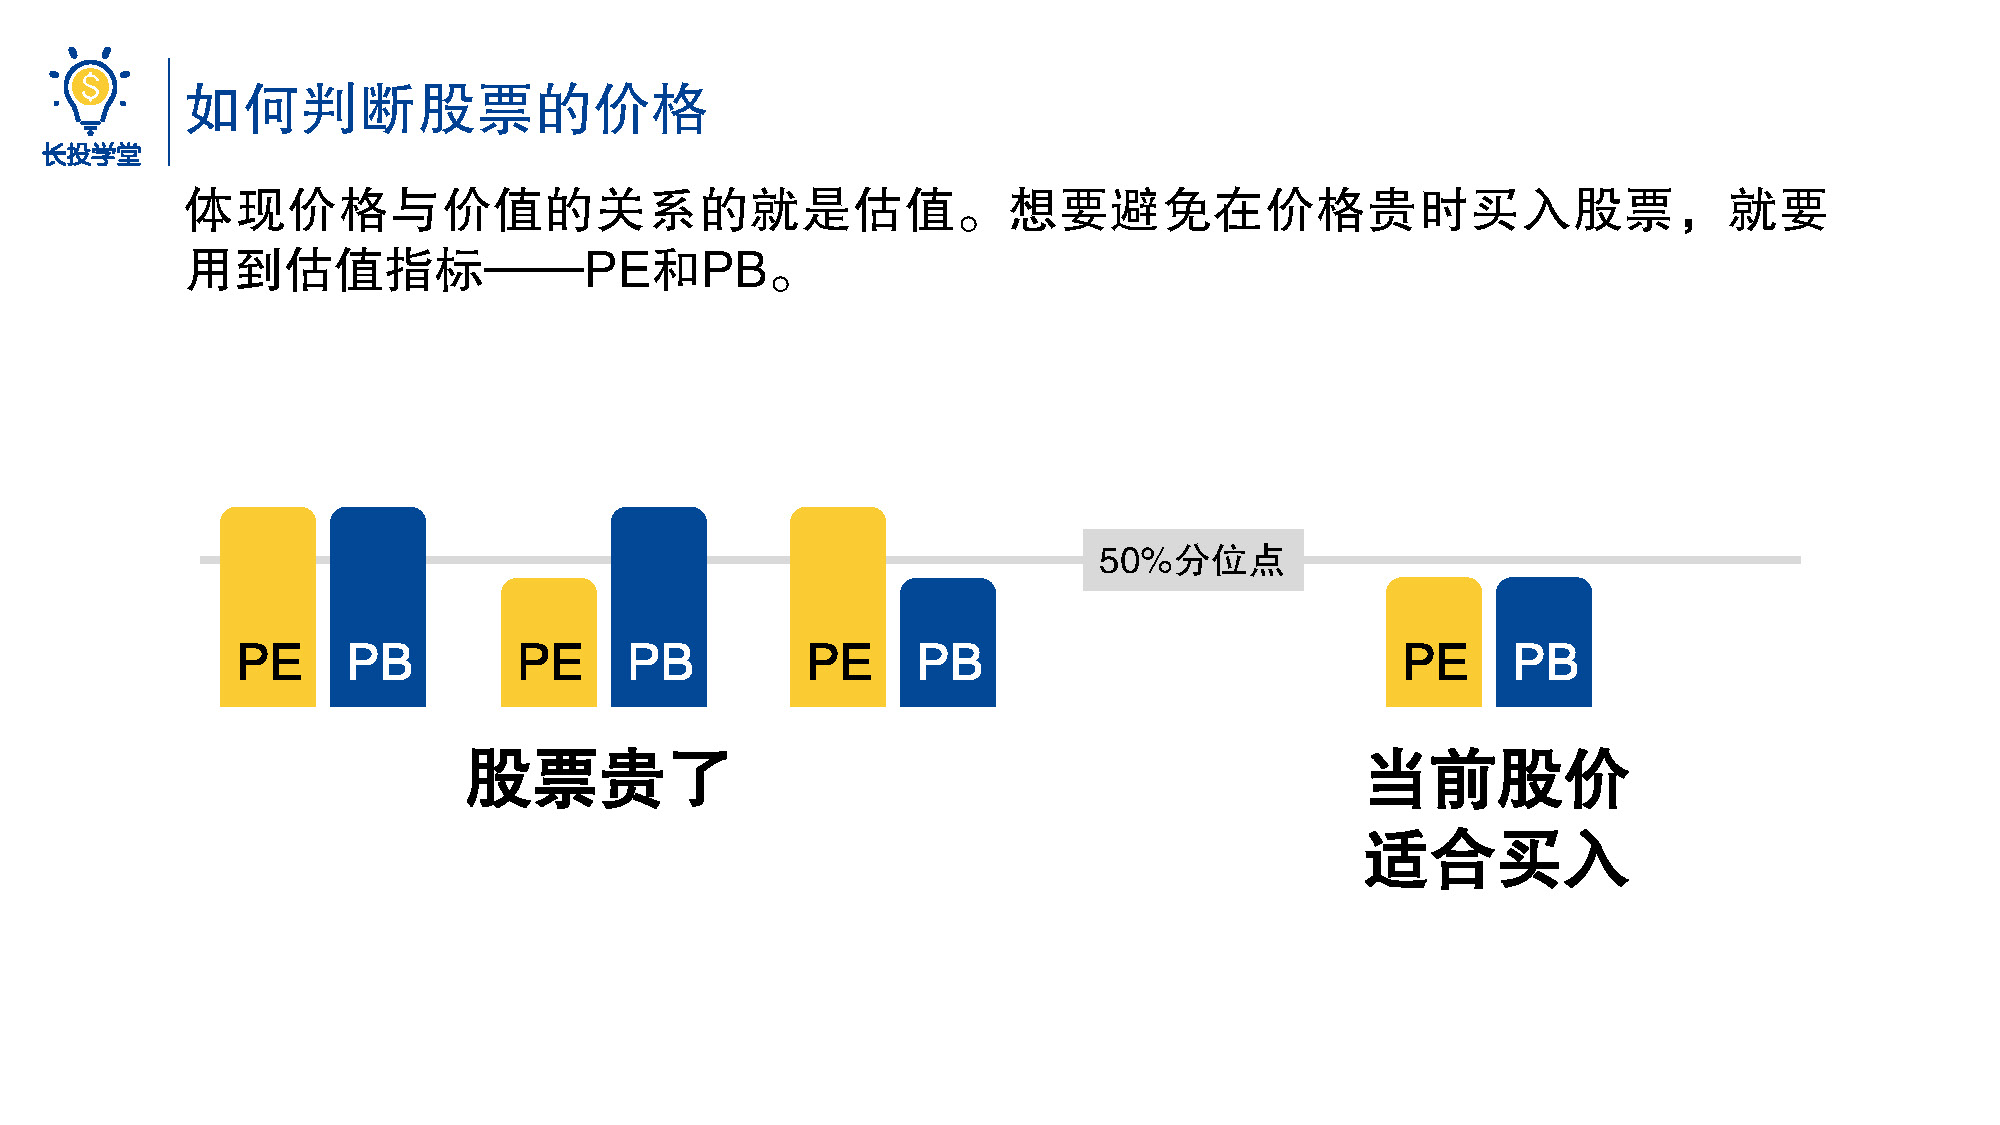 $
长投学堂
如何判断股票的价格
体现价格与价值的关系的就是估值。想要避免在价格贵时买入股票，就要
用到估值指标——PE和PB。
50%分位点
PE PB PE PB PE PB PE PB
股票贵了
当前股价
适合买入